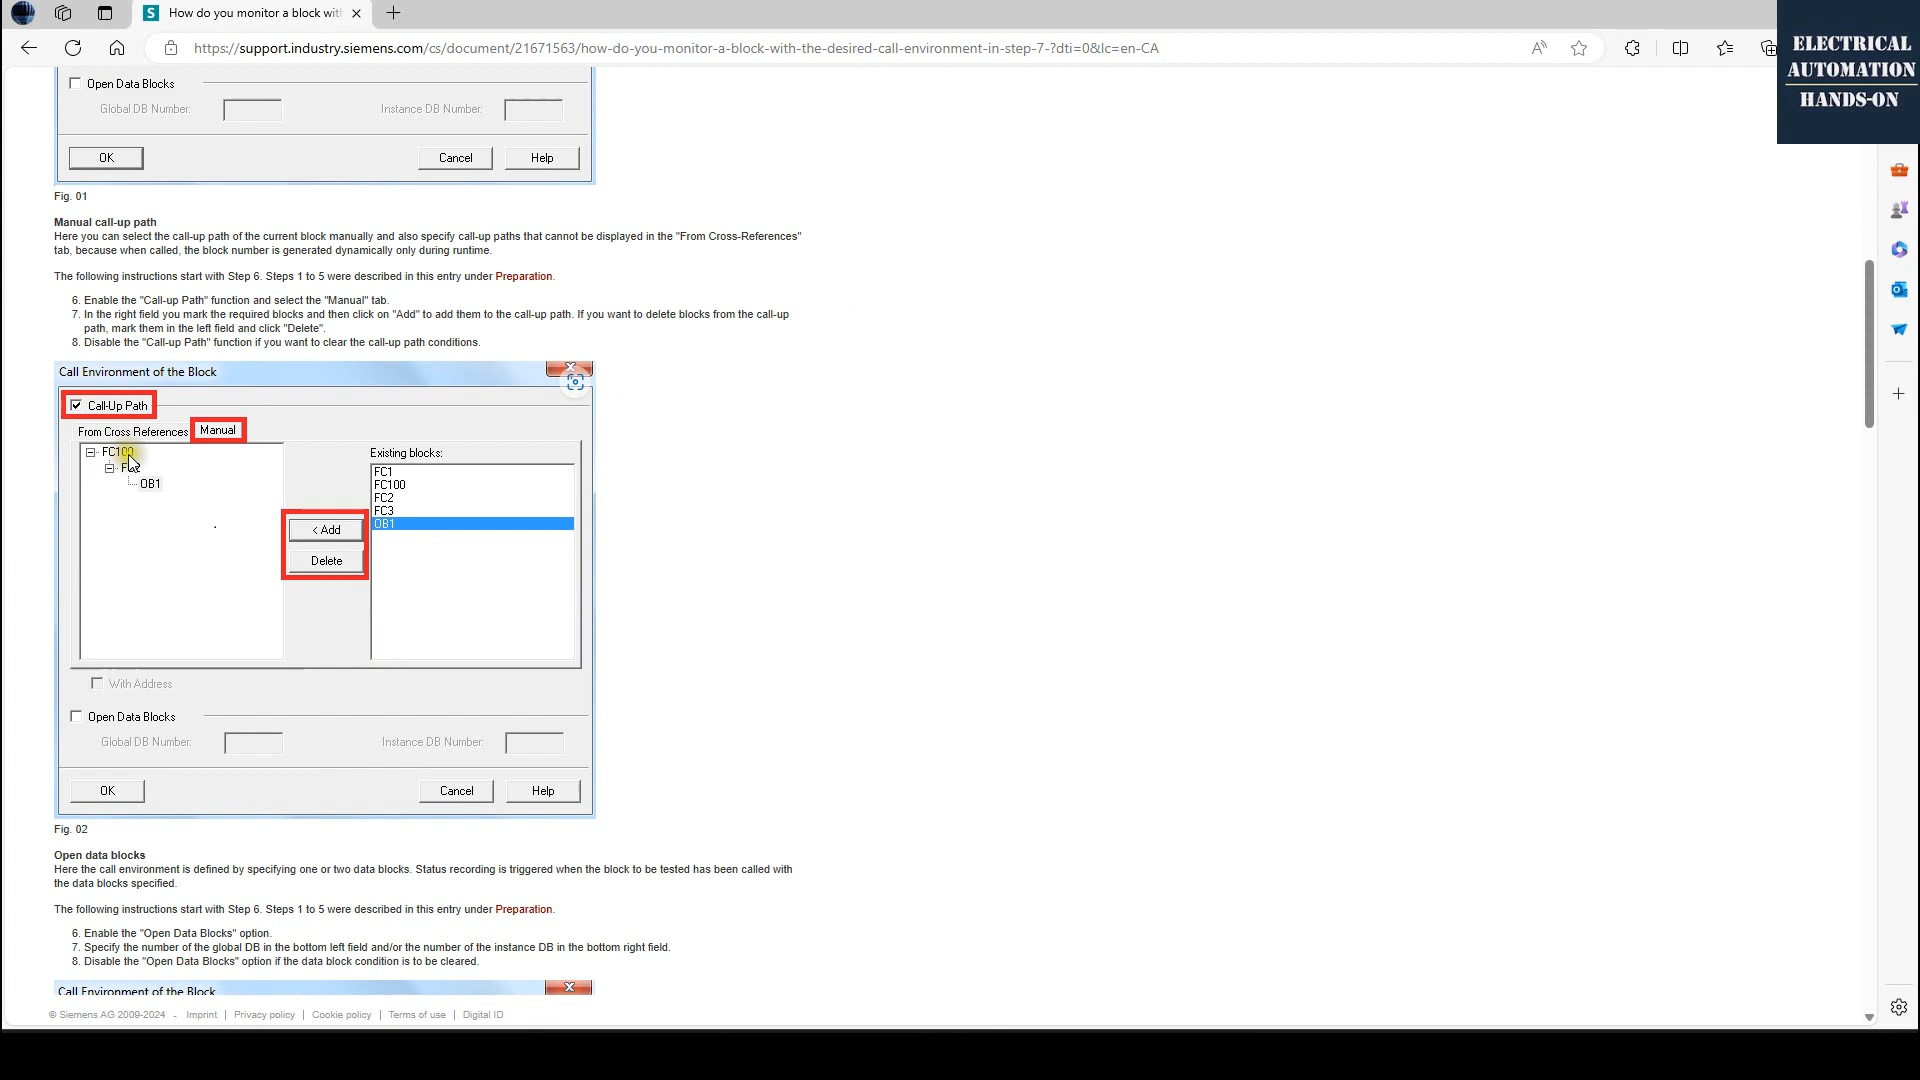 How do you monitor a block wit
https://support.industry.siemens.com/cs/document/21671563/how-do-you-monitor-a-block-with-the-desired-call-environment-in-step-7-?dti=0&lc=en-CA
ELECTRICAL
AUTOMATION
HANDS-ON
Open Data Blocks
Global DB Number:
Instance DB Number:
OK
Cancel
Help
Fig. 01
Manual call-up path
Here you can select the call-up path of the current block manually and also specify call-up paths that cannot be displayed in the "From Cross-References"
tab, because when called, the block number is generated dynamically only during runtime.
The following instructions start with Step 6. Steps 1 to 5 were described in this entry under Preparation.
6. Enable the "Call-up Path" function and select the "Manual" tab.
7. In the right field you mark the required blocks and then click on "Add" to add them to the call-up path. If you want to delete blocks from the call-up
path, mark them in the left field and click "Delete".
8. Disable the "Call-up Path" function if you want to clear the call-up path conditions.
Call Environment of the Block
Call-Up Path
From Cross References
Manual
FC100
OB1
Existing blocks:
FC1
FC100
FC2
FC3
OB1
< Add
Delete
With Address
Open Data Blocks
Global DB Number:
Instance DB Number:
OK
Cancel
Help
Fig. 02
Open data blocks
Here the call environment is defined by specifying one or two data blocks. Status recording is triggered when the block to be tested has been called with
the data blocks specified.
The following instructions start with Step 6. Steps 1 to 5 were described in this entry under Preparation.
6. Enable the "Open Data Blocks" option.
7. Specify the number of the global DB in the bottom left field and/or the number of the instance DB in the bottom right field.
8. Disable the "Open Data Blocks" option if the data block condition is to be cleared.
Call Environment of the Block
© Siemens AG 2009-2024 - Imprint | Privacy policy | Cookie policy | Terms of use | Digital ID